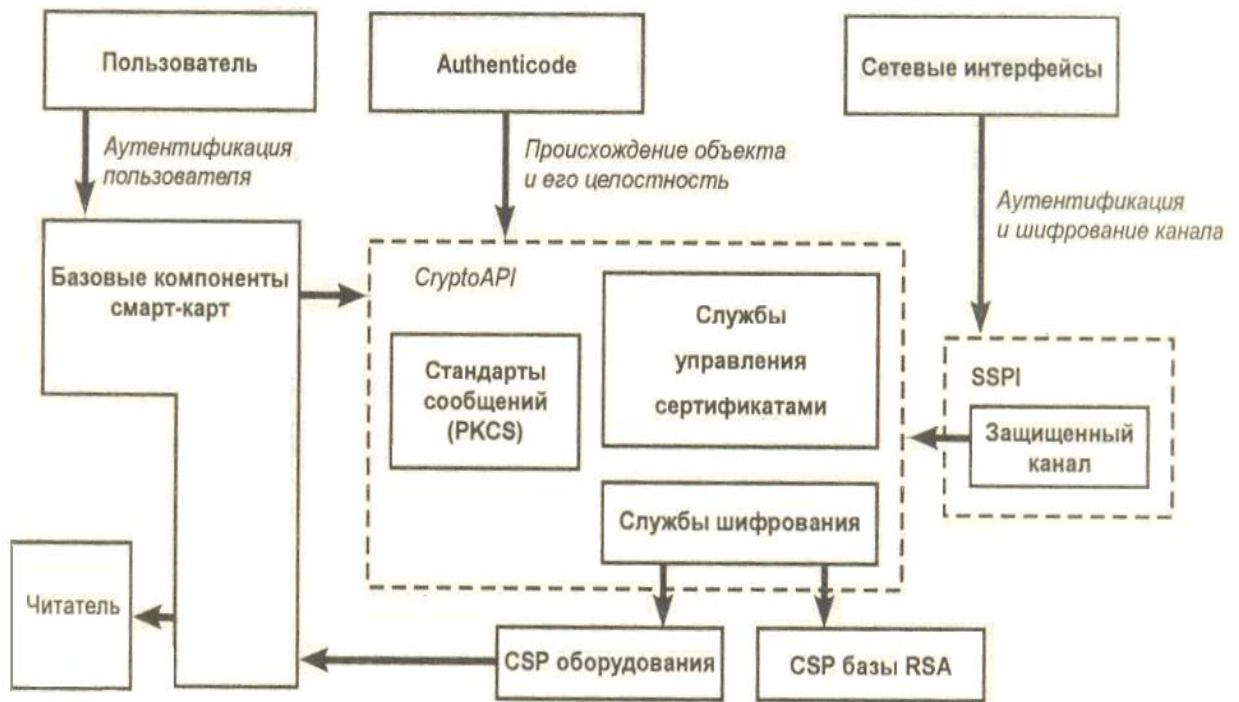 Пользователь
Authenticode
Сетевые интерфейсы
Аутентификация
пользователя
Происхождение объекта
и его целостность
Аутентификация
и шифрование канала
Базовые компоненты
смарт-карт
CryptoAPI
Стандарты
сообщений
(PKCS)
Службы
управления
сертификатами
SSPI
Защищенный
канал
Службы шифрования
Читатель
CSP оборудования
CSP базы RSA